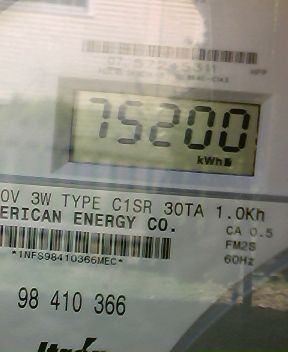 75200
kWh
0V 3W TYPE C1SR 30TA 1.0Kh
ERICAN ENERGY CO.
CA 0.5
FM2S
60Hz
*1NFS98410366MEC*
98 410 366
Itron